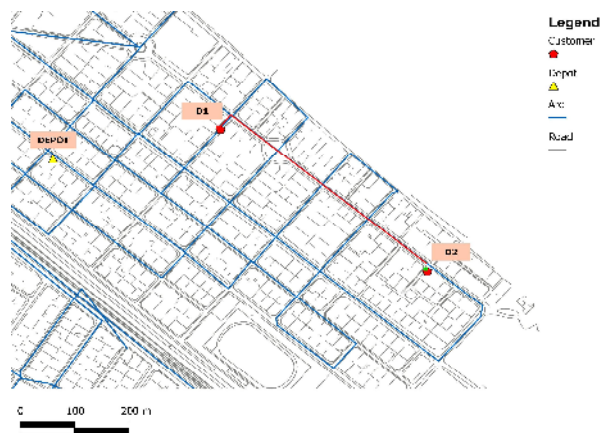 Legend
Customer
D1
Depot
DEPOT
Arc
Road
D2
0 100 200 m